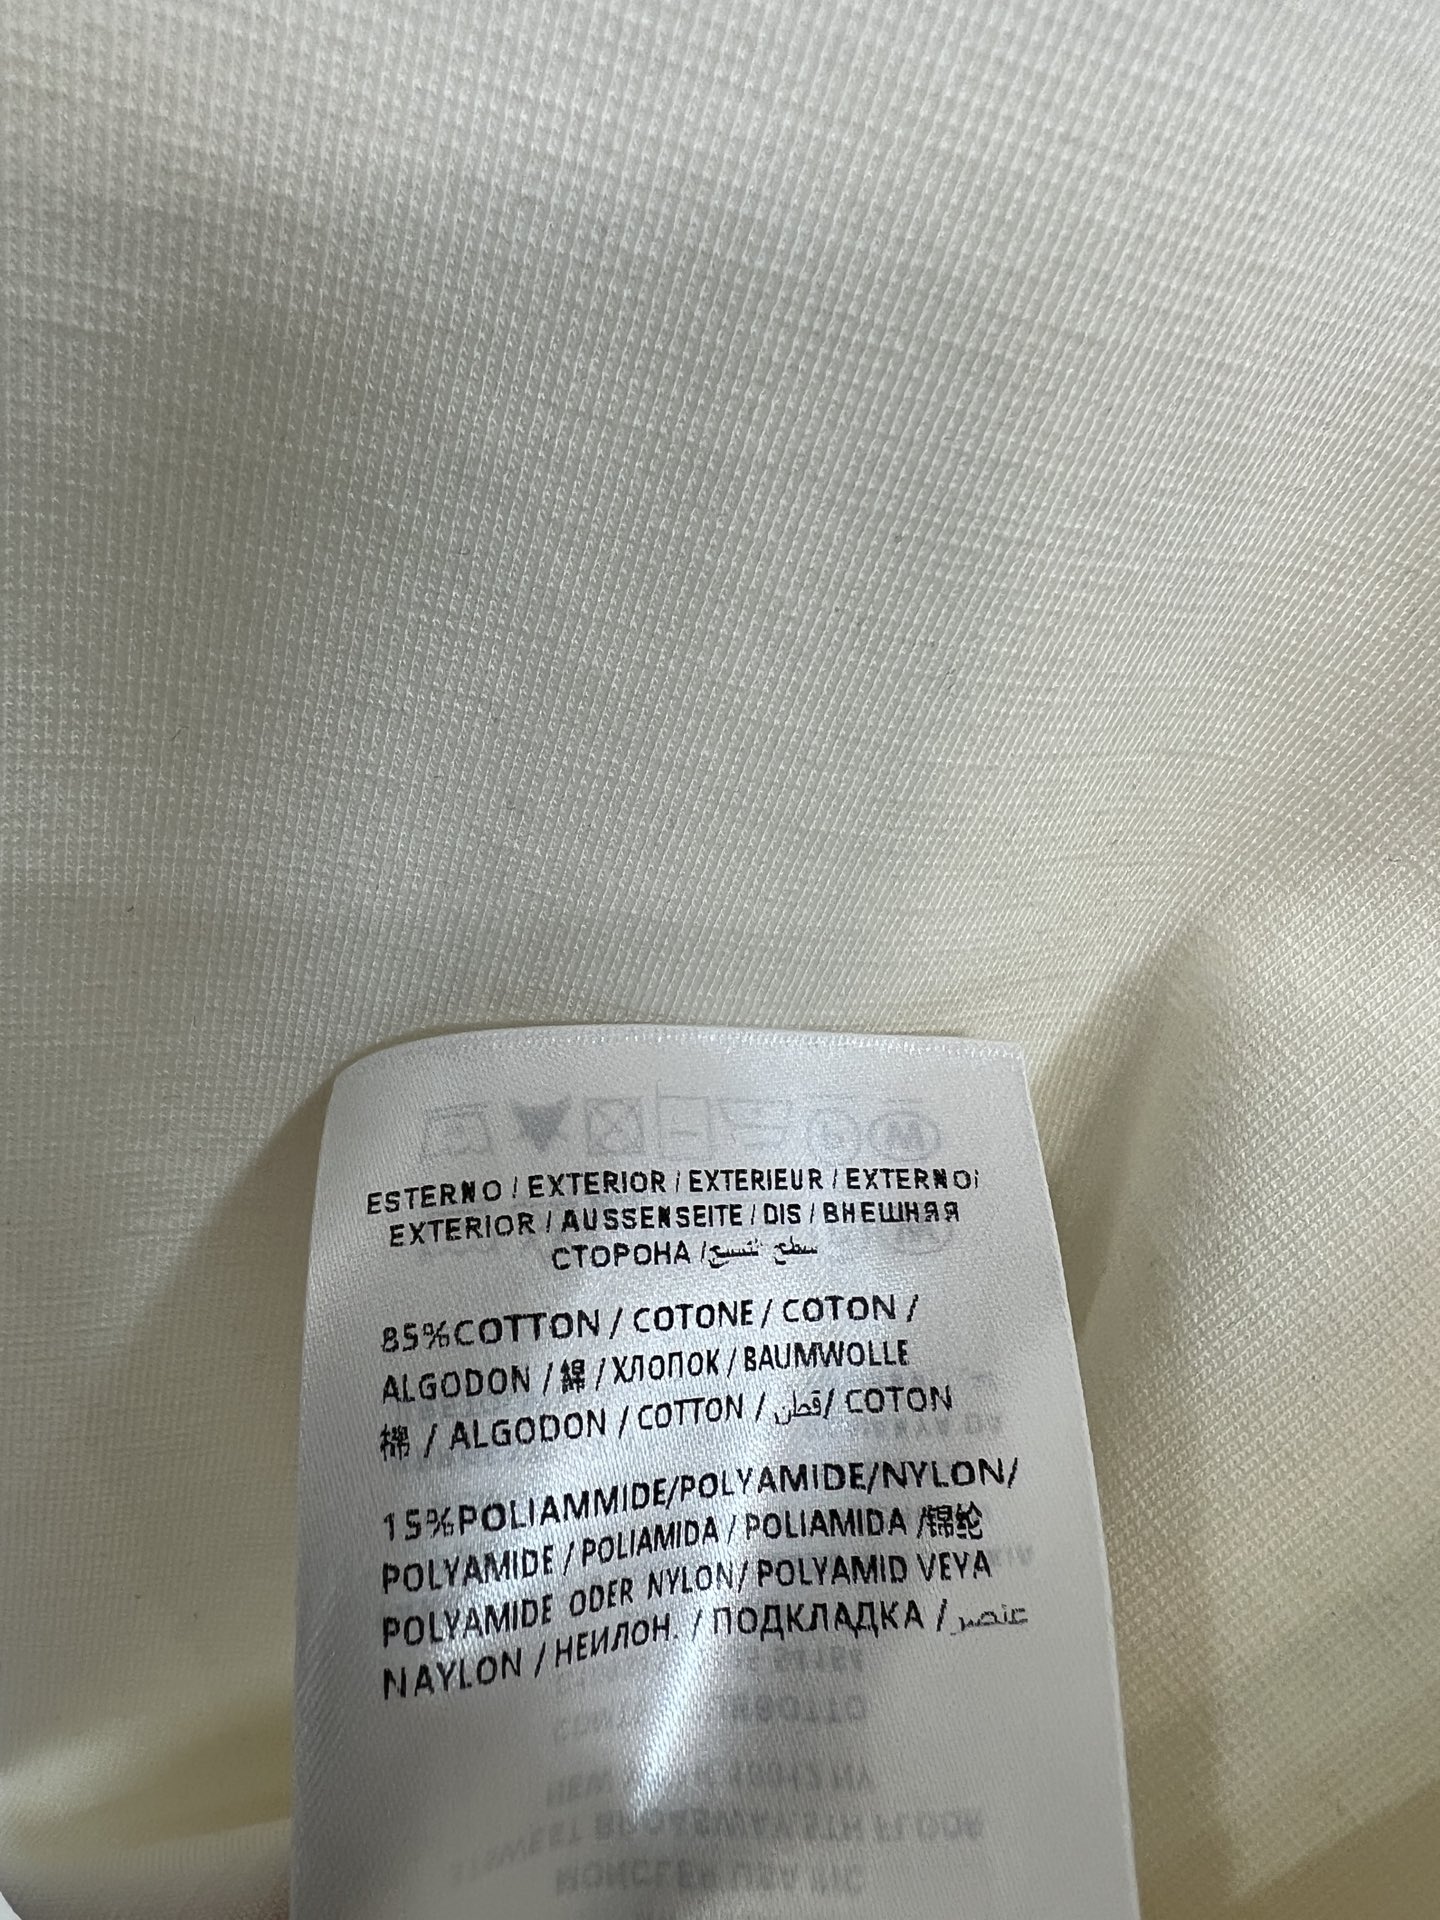 ESTERNO / EXTERIOR / EXTERIEUR / EXTERNO/
EXTERIOR / AUSSENSEITE / DIS / ВНЕШНЯЯ
СТОРОНА /
85%COTTON / COTONE / COTON /
ALGODON / 綿 / ХЛОПОК / BAUMWOLLE
棉 / ALGODON / COTTON / قطن/ COTON
15%POLIAMMIDE/POLYAMIDE/NYLON/
POLYAMIDE / POLIAMIDA / POLIAMIDA /锦纶
POLYAMIDE ODER NYLON/ POLYAMID VEYA
NAYLON / НЕИЛОН. / ПОДКЛАДКА / عنصر